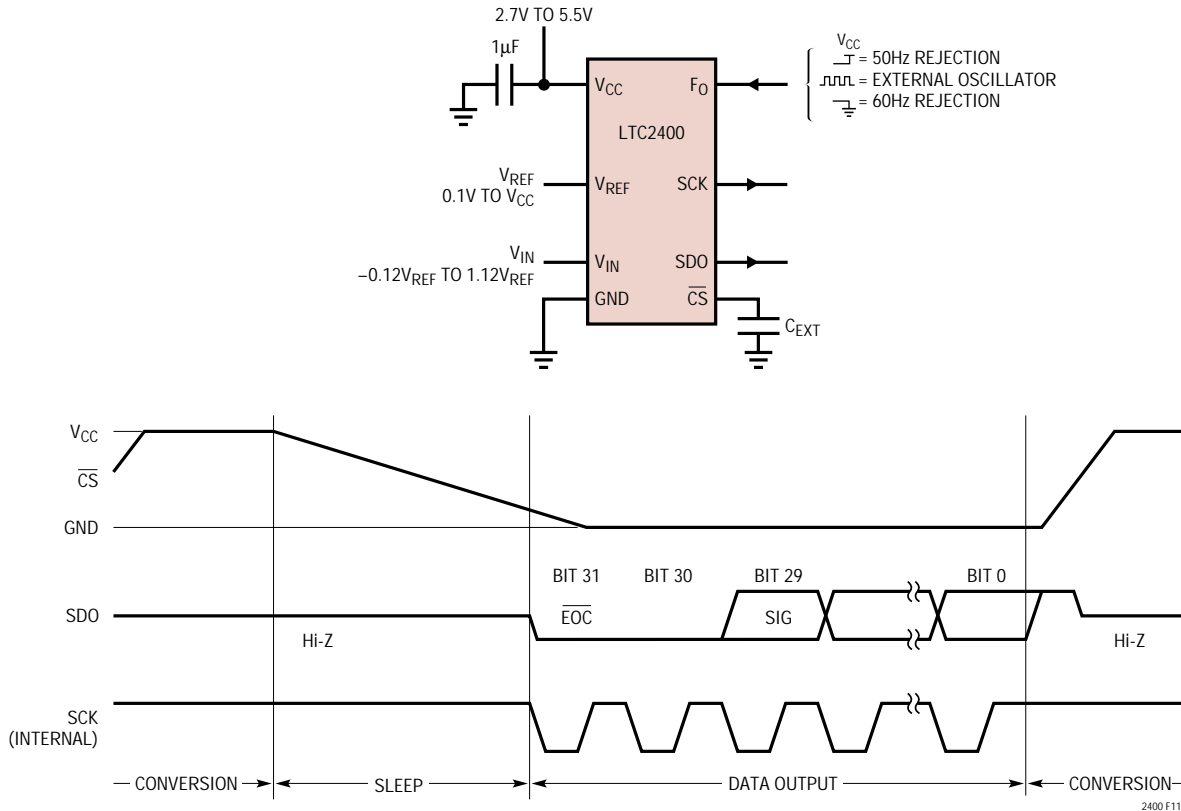 2.7V TO 5.5V
1µF
VCC
FO
LTC2400
VREF
0.1V TO VCC
VREF
SCK
VIN
–0.12VREF TO 1.12VREF
VIN
SDO
GND
CS
CEXT
VCC
= 50Hz REJECTION
= EXTERNAL OSCILLATOR
= 60Hz REJECTION
VCC
CS
GND
BIT 31
BIT 30
BIT 29
BIT 0
SDO
EOC
SIG
Hi-Z
Hi-Z
SCK
(INTERNAL)
CONVERSION
SLEEP
DATA OUTPUT
CONVERSION
2400 F11